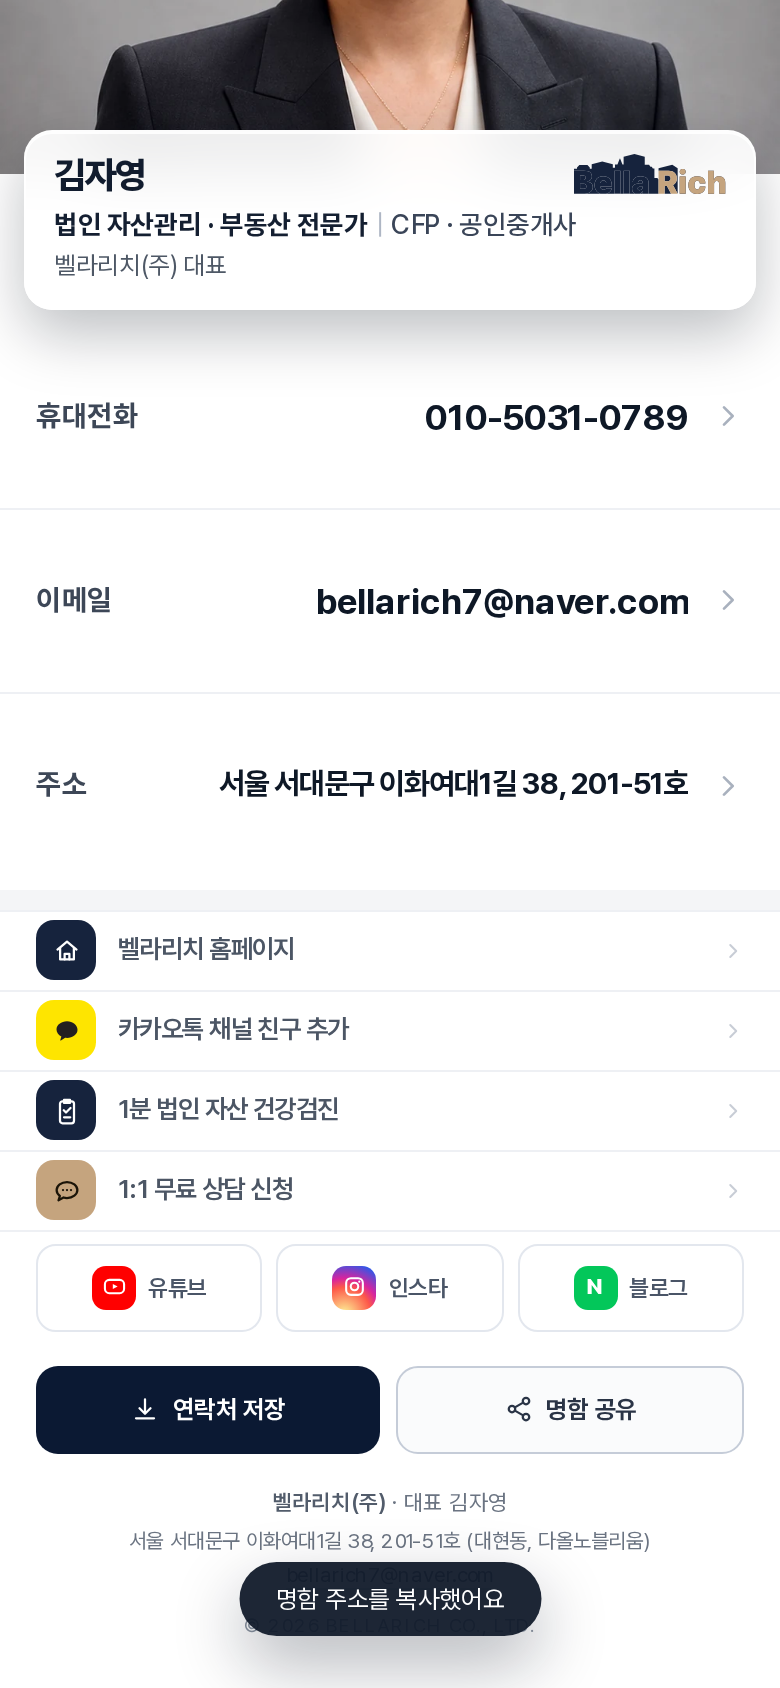 김자영
Bella Rich
법인 자산관리 · 부동산 전문가 | CFP · 공인중개사
벨라리치(주) 대표
휴대전화 010-5031-0789
이메일 bellarich7@naver.com
주소 서울 서대문구 이화여대1길 38, 201-51호
벨라리치 홈페이지
카카오톡 채널 친구 추가
1분 법인 자산 건강검진
1:1 무료 상담 신청
유튜브 인스타 N 블로그
연락처 저장 명함 공유
벨라리치(주) · 대표 김자영
서울 서대문구 이화여대1길 38, 201-51호 (대현동, 다올노블리움)
bellarich7@naver.com
명함 주소를 복사했어요
© 2026 BELLARICH CO., LTD.